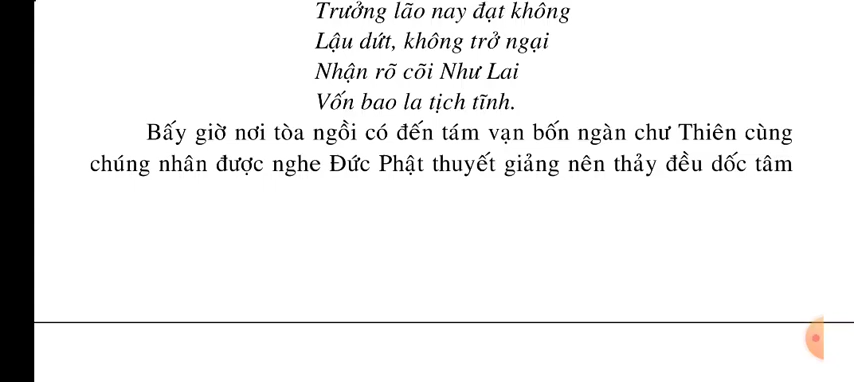 Trưởng lão nay đạt không
Lậu dứt, không trở ngại
Nhận rõ cõi Như Lai
Vốn bao la tịch tĩnh.
Bấy giờ nơi tòa ngồi có đến tám vạn bốn ngàn chư Thiên cùng
chúng nhân được nghe Đức Phật thuyết giảng nên thảy đều dốc tâm